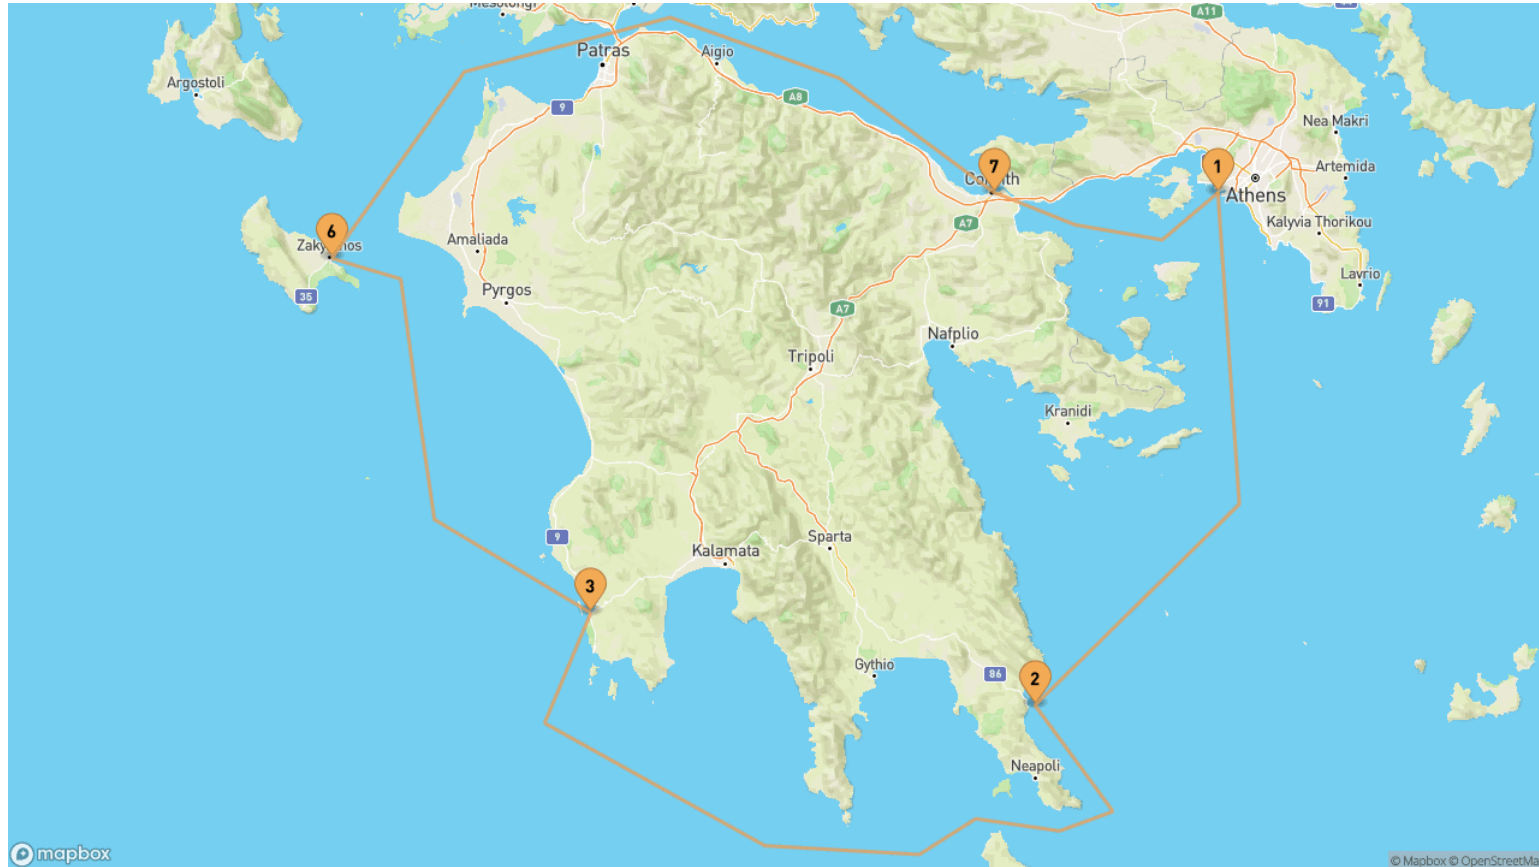 Mesolongi
A11
Patras
Aigio
Argostoli
A8
9
Nea Makri
7
1
Corinth
Artemida
Athens
6
A7
Kalyvia Thorikou
Zakynthos
Amaliada
Lavrio
Pyrgos
35
91
A7
Nafplio
Tripoli
Kranidi
9
Sparta
Kalamata
3
Gythio
86
2
Neapoli
mapbox
© Mapbox © OpenStreetMa